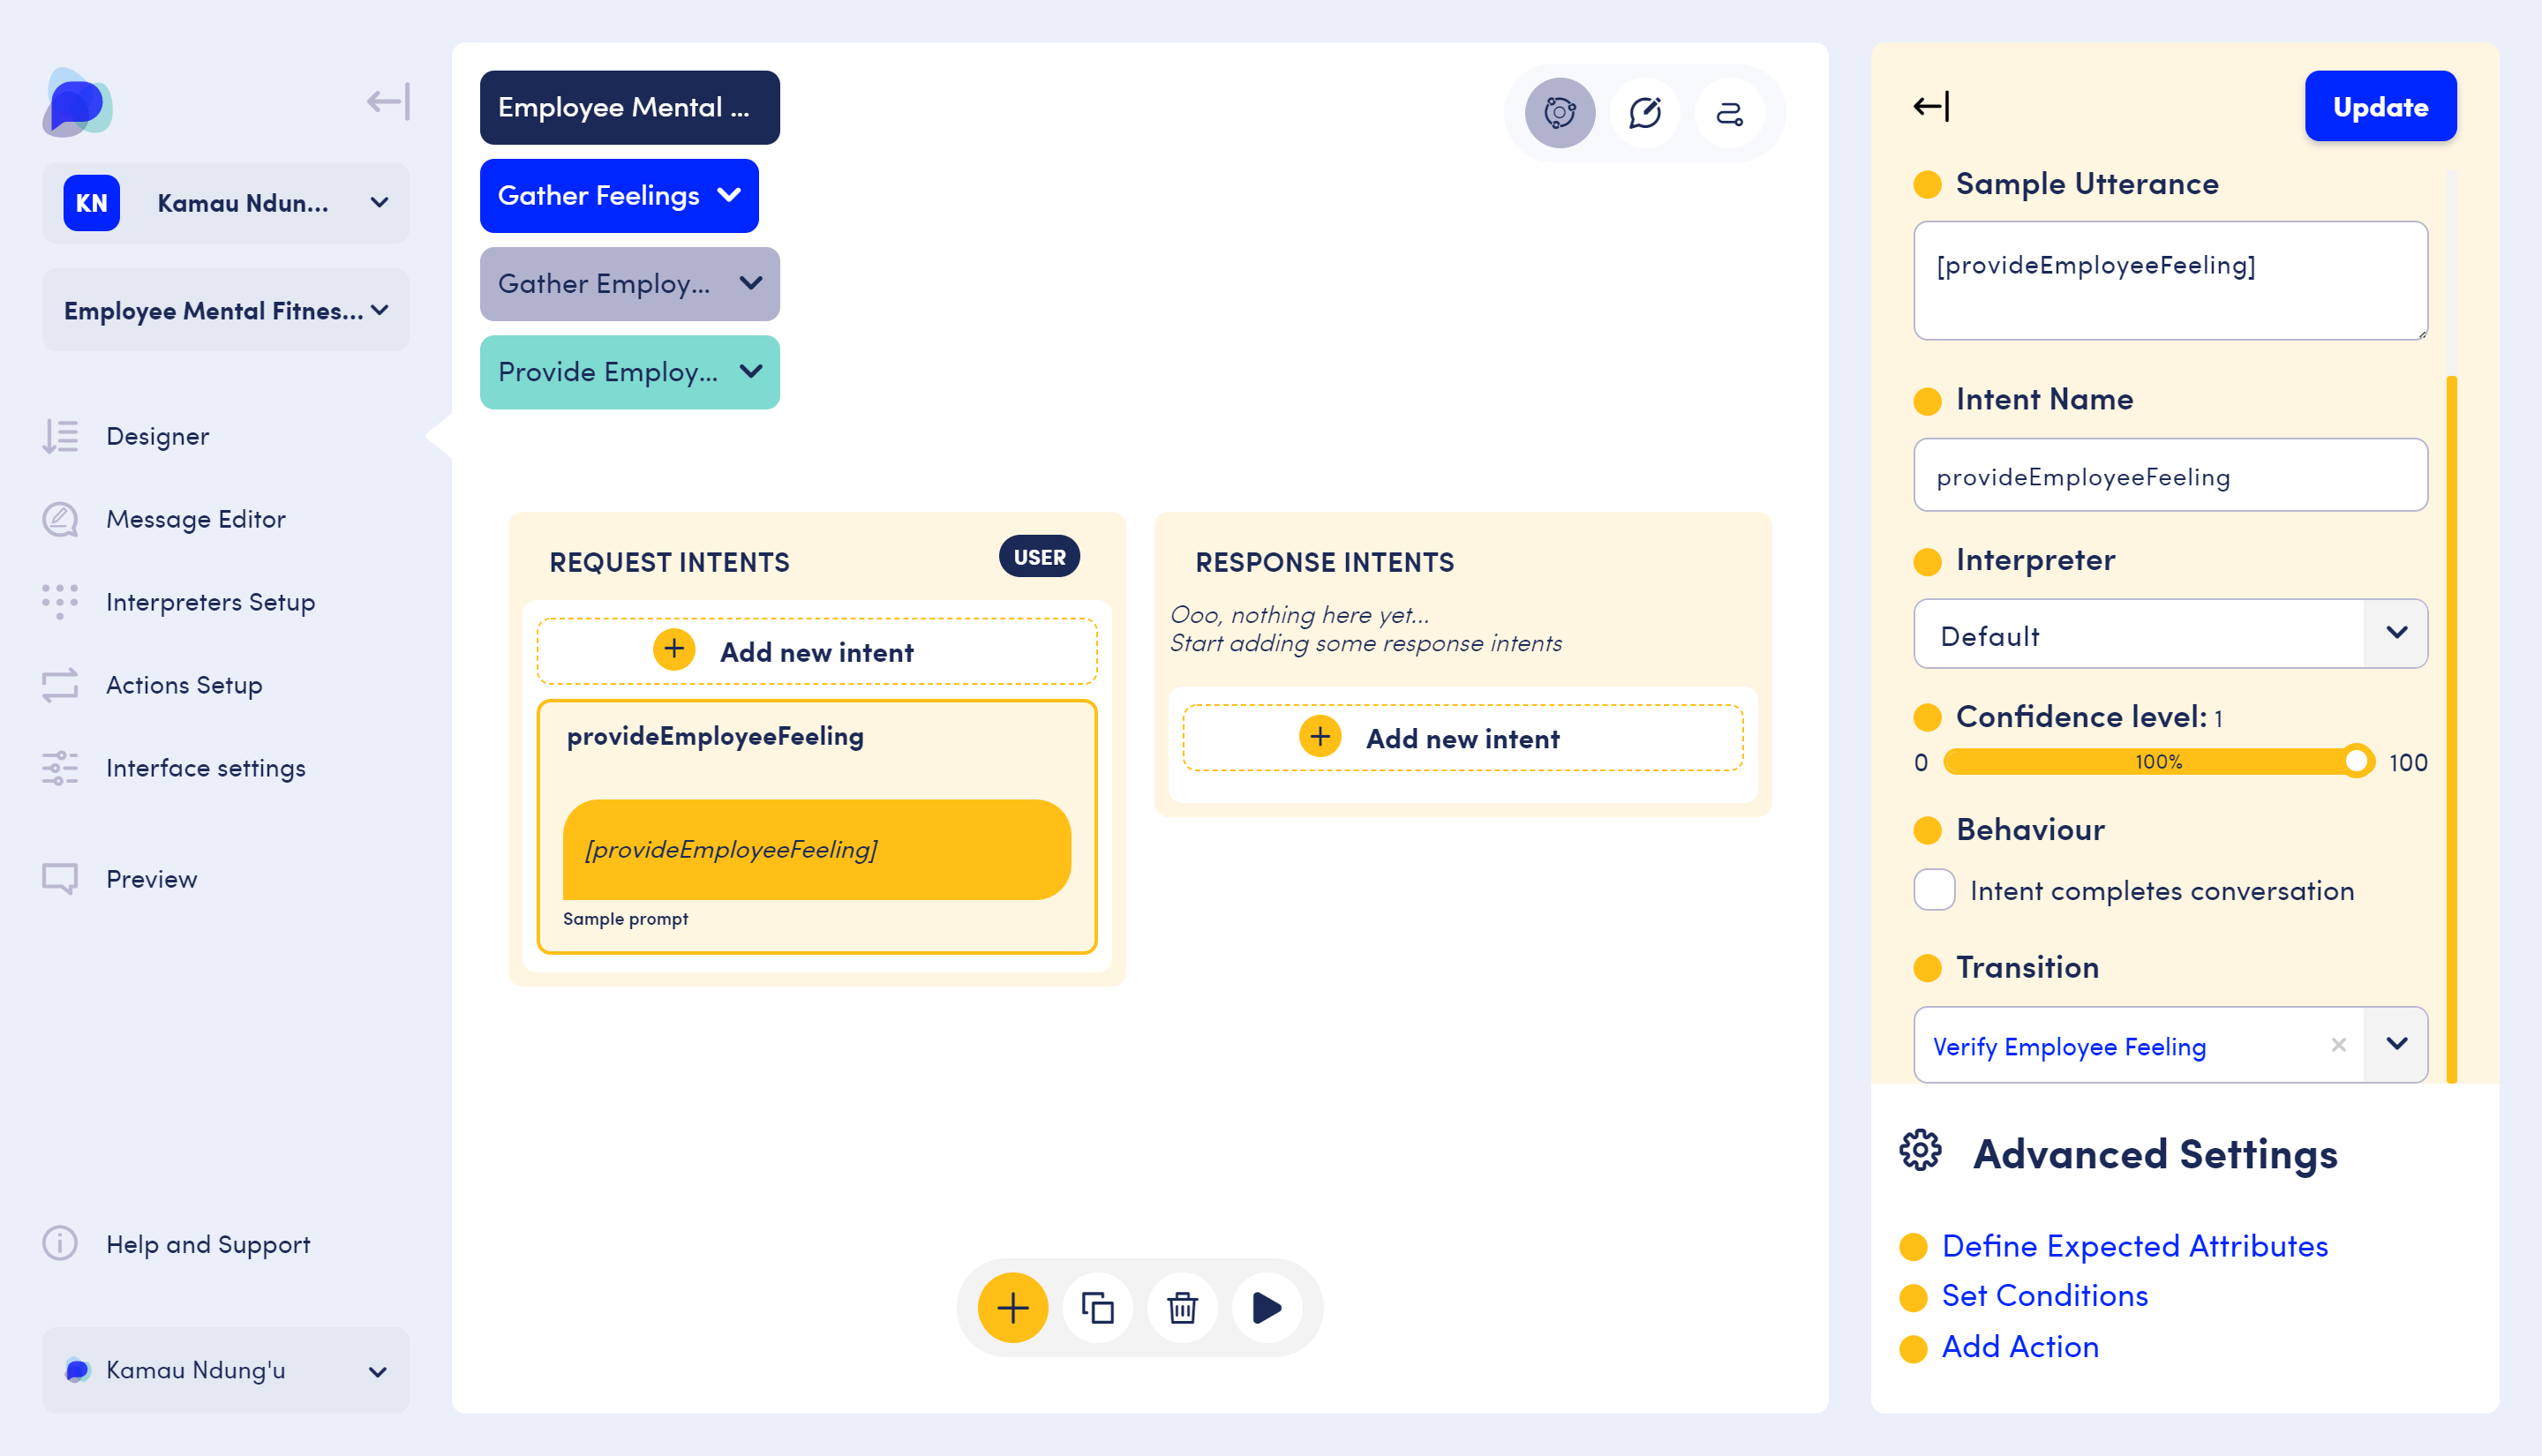 KN
Kamau Ndun...
Employee Mental Fitnes...
Designer
Message Editor
Interpreters Setup
Actions Setup
Interface settings
Preview
Help and Support
Kamau Ndung'u
Employee Mental ...
Gather Feelings
Gather Employ...
Provide Employ...
REQUEST INTENTS
USER
Add new intent
provideEmployeeFeeling
[provideEmployeeFeeling]
Sample prompt
RESPONSE INTENTS
Ooo, nothing here yet...
Start adding some response intents
Add new intent
Update
Sample Utterance
[provideEmployeeFeeling]
Intent Name
provideEmployeeFeeling
Interpreter
Default
Confidence level: 1
0 100% 100
Behaviour
Intent completes conversation
Transition
Verify Employee Feeling ×
Advanced Settings
Define Expected Attributes
Set Conditions
Add Action